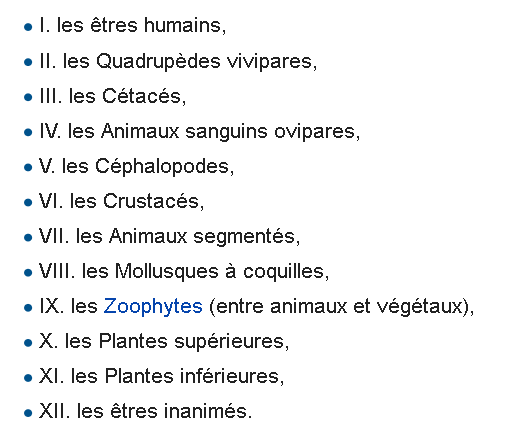 • I. les êtres humains,
• II. les Quadrupèdes vivipares,
• III. les Cétacés,
• IV. les Animaux sanguins ovipares,
• V. les Céphalopodes,
• VI. les Crustacés,
• VII. les Animaux segmentés,
• VIII. les Mollusques à coquilles,
• IX. les Zoophytes (entre animaux et végétaux),
• X. les Plantes supérieures,
• XI. les Plantes inférieures,
• XII. les êtres inanimés.